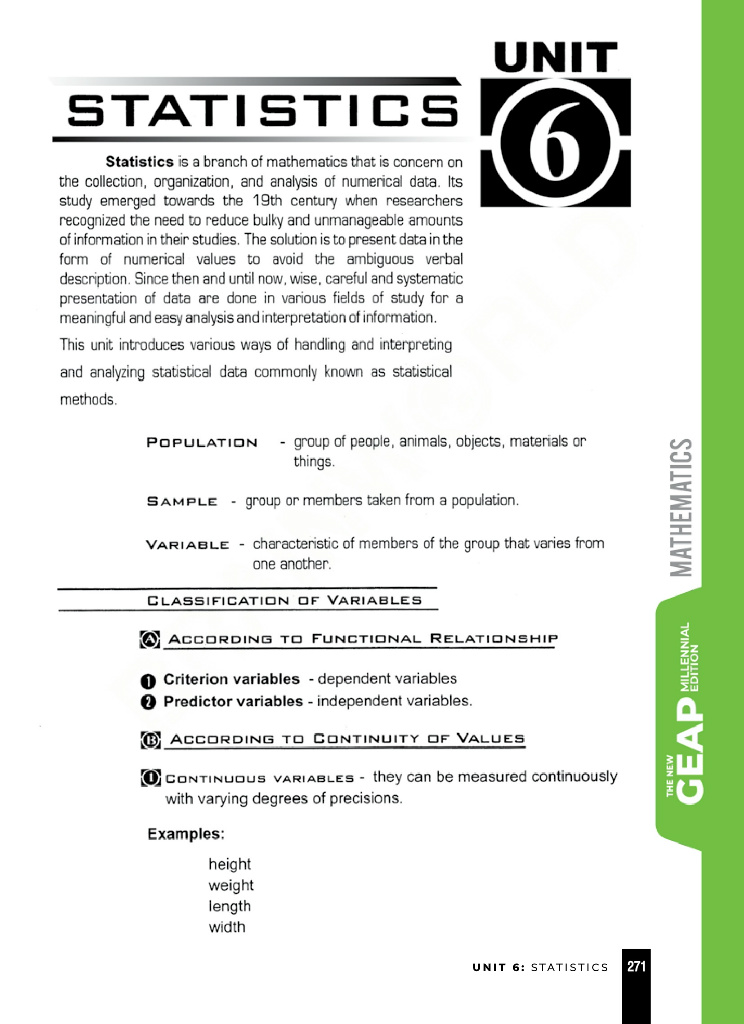 UNIT
6
STATISTICS
Statistics is a branch of mathematics that is concern on
the collection, organization, and analysis of numerical data. Its
study emerged towards the 19th century when researchers
recognized the need to reduce bulky and unmanageable amounts
of information in their studies. The solution is to present data in the
form of numerical values to avoid the ambiguous verbal
description. Since then and until now, wise, careful and systematic
presentation of data are done in various fields of study for a
meaningful and easy analysis and interpretation of information.
This unit introduces various ways of handling and interpreting
and analyzing statistical data commonly known as statistical
methods.
POPULATION - group of people, animals, objects, materials or
things.
SAMPLE - group or members taken from a population.
VARIABLE - characteristic of members of the group that varies from
one another.
CLASSIFICATION OF VARIABLES
A ACCORDING TO FUNCTIONAL RELATIONSHIP
1 Criterion variables - dependent variables
2 Predictor variables - independent variables.
B ACCORDING TO CONTINUITY OF VALUES
1 CONTINUOUS VARIABLES - they can be measured continuously
with varying degrees of precisions.
Examples:
height
weight
length
width
MATHEMATICS
THE NEW
GEAP
MILLENNIAL
EDITION
UNIT 6: STATISTICS 271